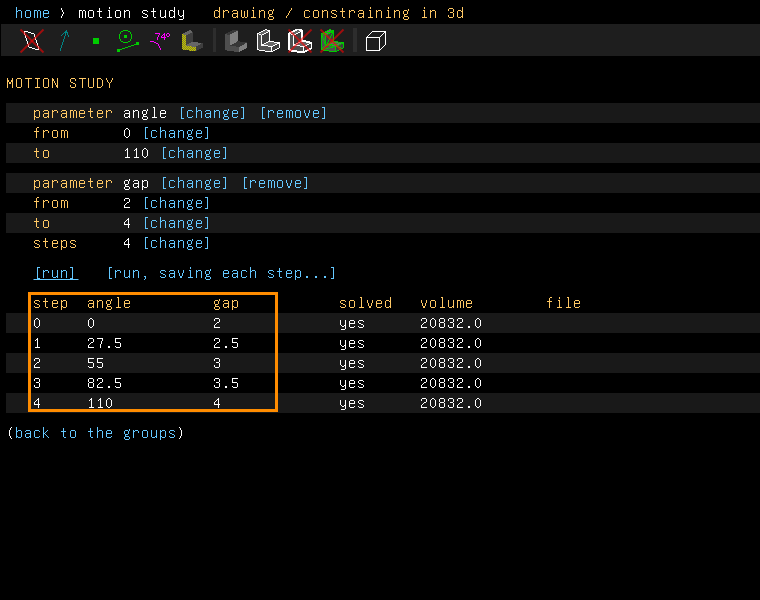 home ⟩ motion study drawing / constraining in 3d
74º
MOTION STUDY
parameter angle [change] [remove]
from 0 [change]
to 110 [change]
parameter gap [change] [remove]
from 2 [change]
to 4 [change]
steps 4 [change]
[run] [run, saving each step...]
step angle gap solved volume file
0 0 2 yes 20832.0
1 27.5 2.5 yes 20832.0
2 55 3 yes 20832.0
3 82.5 3.5 yes 20832.0
4 110 4 yes 20832.0
(back to the groups)